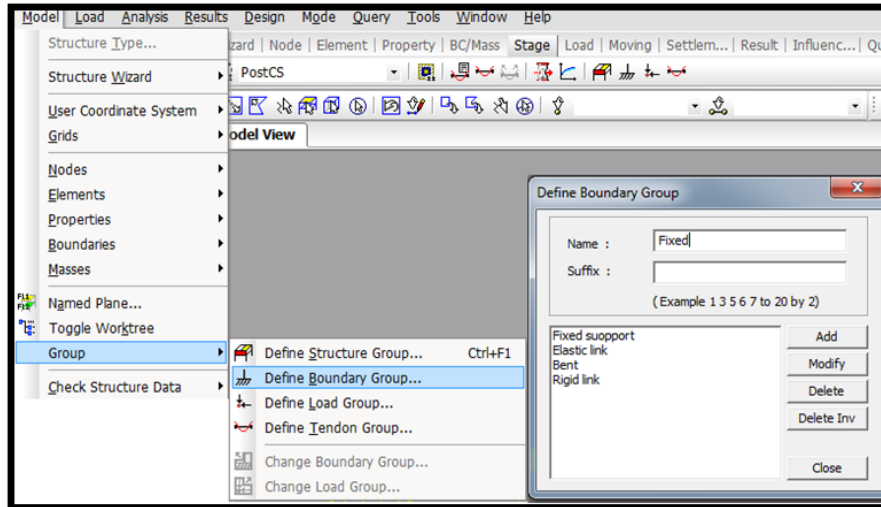 Model Load Analysis Results Design Mode Query Tools Window Help
Structure Type...
Structure Wizard
User Coordinate System
Grids
Nodes
Elements
Properties
Boundaries
Masses
Named Plane...
Toggle Worktree
Group
Check Structure Data
zard | Node | Element | Property | BC/Mass Stage Load | Moving | Settlem... | Result | Influenc... | Qu
PostCS
odel View
Define Structure Group... Ctrl+F1
Define Boundary Group...
Define Load Group...
Define Tendon Group...
Change Boundary Group...
Change Load Group...
Define Boundary Group
Name : Fixed
Suffix :
(Example 1 3 5 6 7 to 20 by 2)
Fixed suopport
Elastic link
Bent
Rigid link
Add
Modify
Delete
Delete Inv
Close